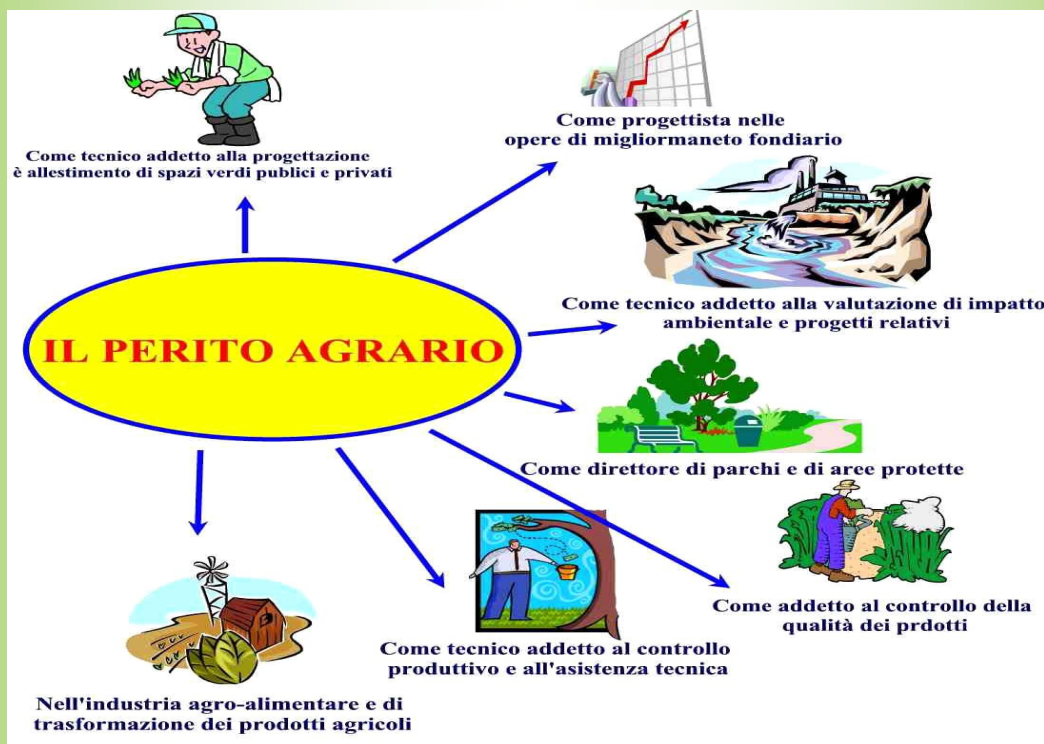 Come tecnico addetto alla progettazione
è allestimento di spazi verdi publici e privati
Come progettista nelle
opere di migliormaneto fondiario
Come tecnico addetto alla valutazione di impatto
ambientale e progetti relativi
IL PERITO AGRARIO
Come direttore di parchi e di aree protette
Come addetto al controllo della
qualità dei prdotti
Come tecnico addetto al controllo
produttivo e all'asistenza tecnica
Nell'industria agro-alimentare e di
trasformazione dei prodotti agricoli